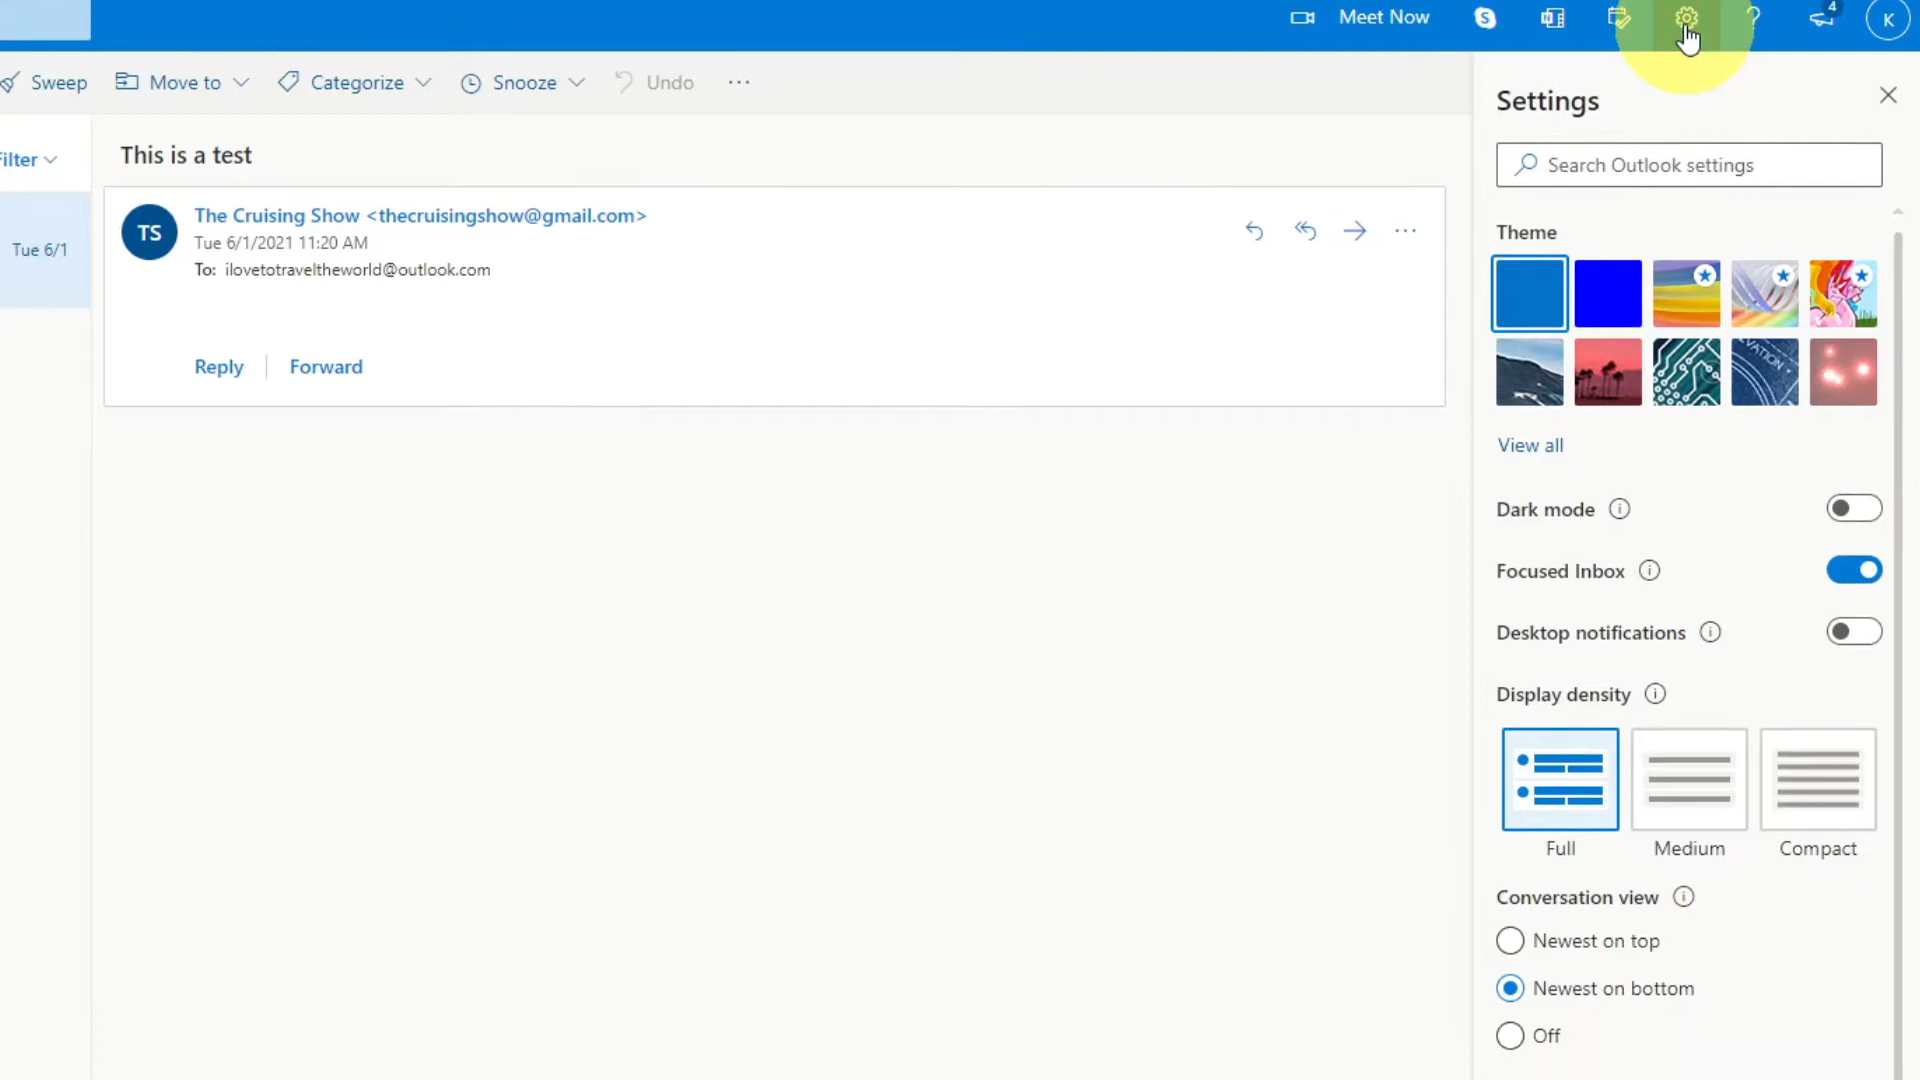 Meet Now
4
K
Sweep
Move to
Categorize
Snooze
Undo
Settings
Search Outlook settings
Filter
This is a test
TS
The Cruising Show <thecruisingshow@gmail.com>
Tue 6/1/2021 11:20 AM
To: ilovetotraveltheworld@outlook.com
Tue 6/1
Reply
Forward
Theme
View all
Dark mode
Focused Inbox
Desktop notifications
Display density
Full
Medium
Compact
Conversation view
Newest on top
Newest on bottom
Off